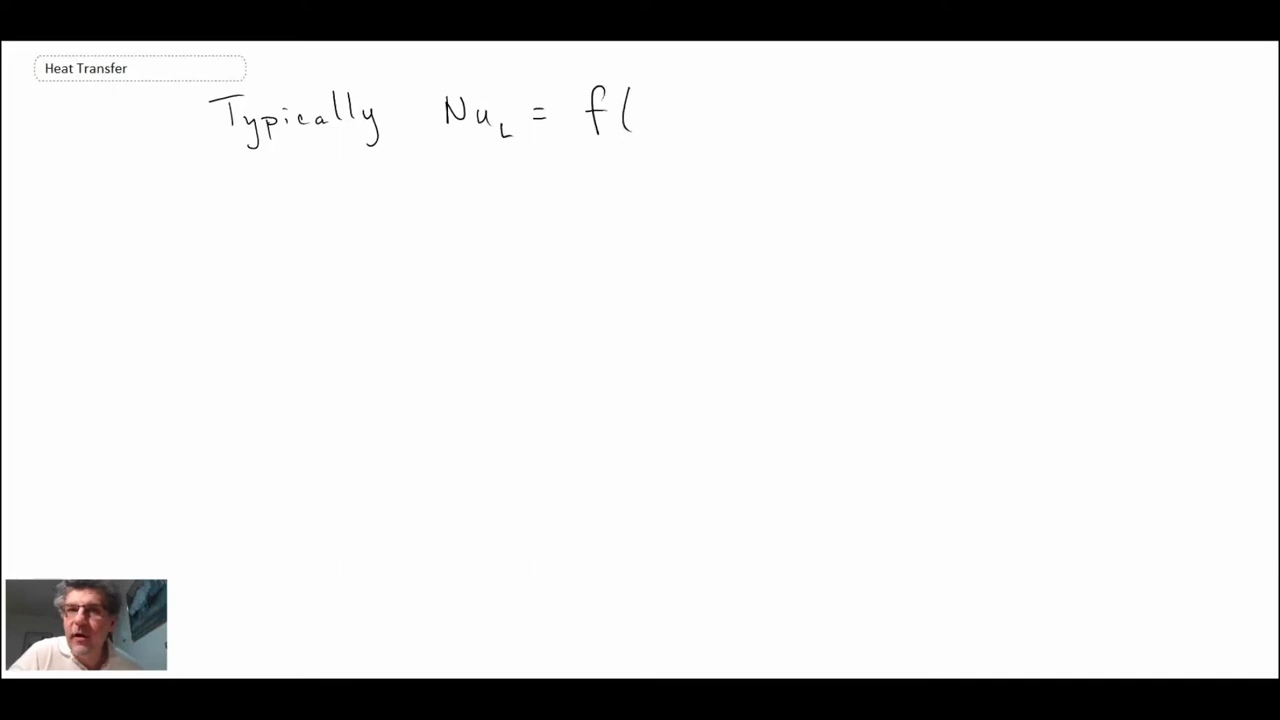 Heat Transfer
Typically Nu_L = f(